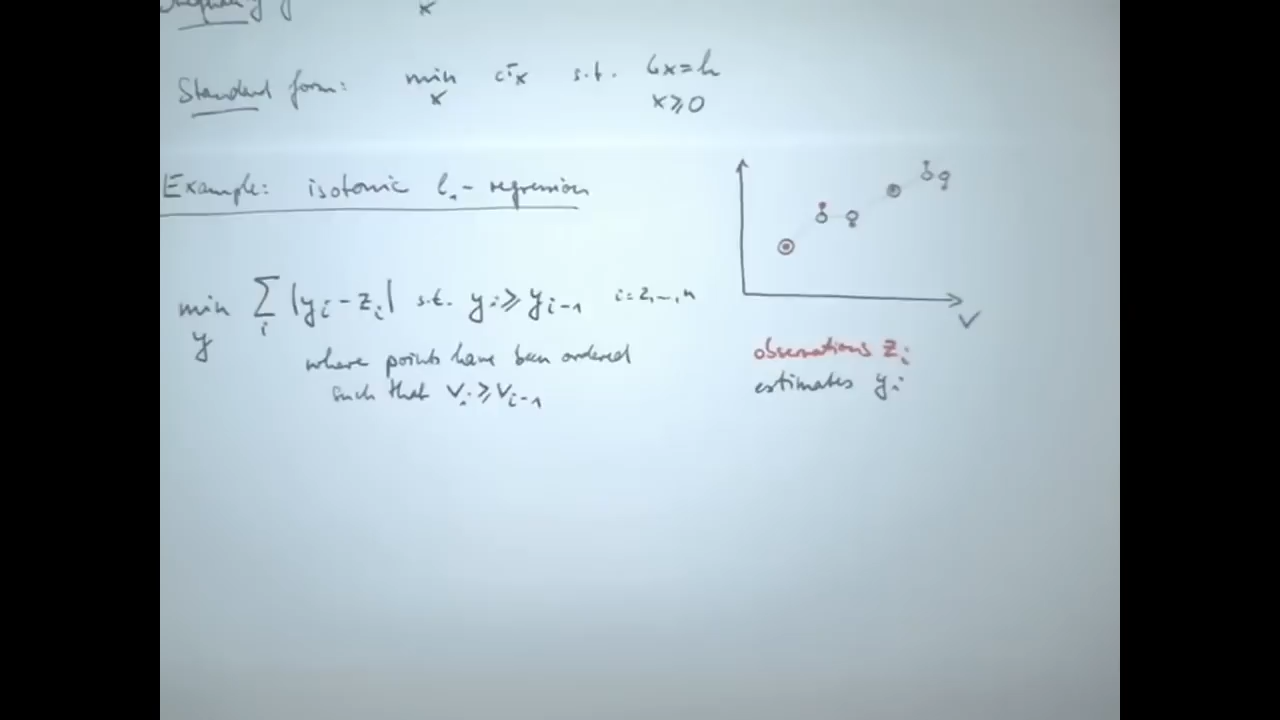 x
Standard form: min cᵀx s.t. Gx=h
x x⩾0
Example: isotonic l₁-regression
min ∑ |yᵢ-zᵢ| s.t. yᵢ⩾yᵢ₋₁ i=2,...,n
y i
where points have been ordered
such that vᵢ⩾vᵢ₋₁
v
observations zᵢ
estimates yᵢ